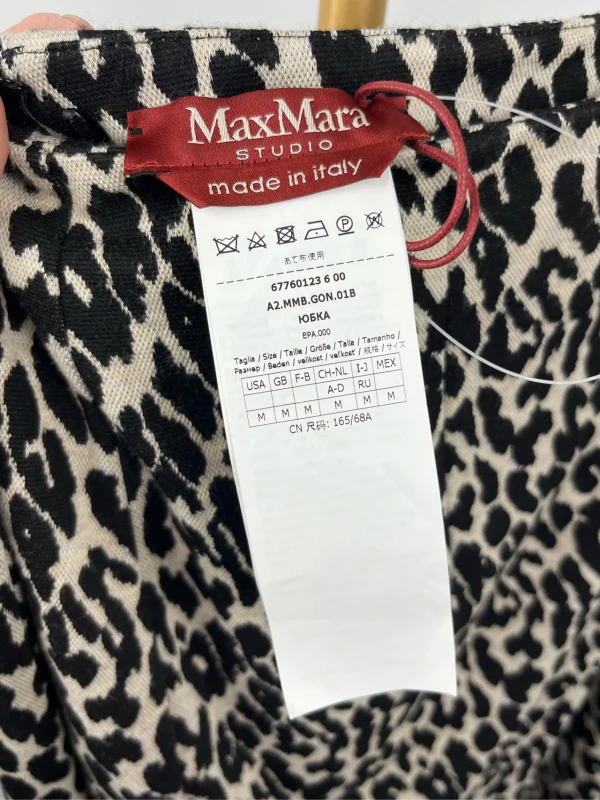 MaxMara
STUDIO
made in italy
あて布使用
67760123 6 00
A2.MMB.GON.01B
ЮБКА
EPA.000
Taglia / Size / Taille / Größe / Talla / Tamanho /
Размер / Beden / velikost / veľkost / 规格 / サイズ
USA GB F-B CH-NL I-J MEX
A-D RU
M M M M M M
CN 尺码: 165/68A